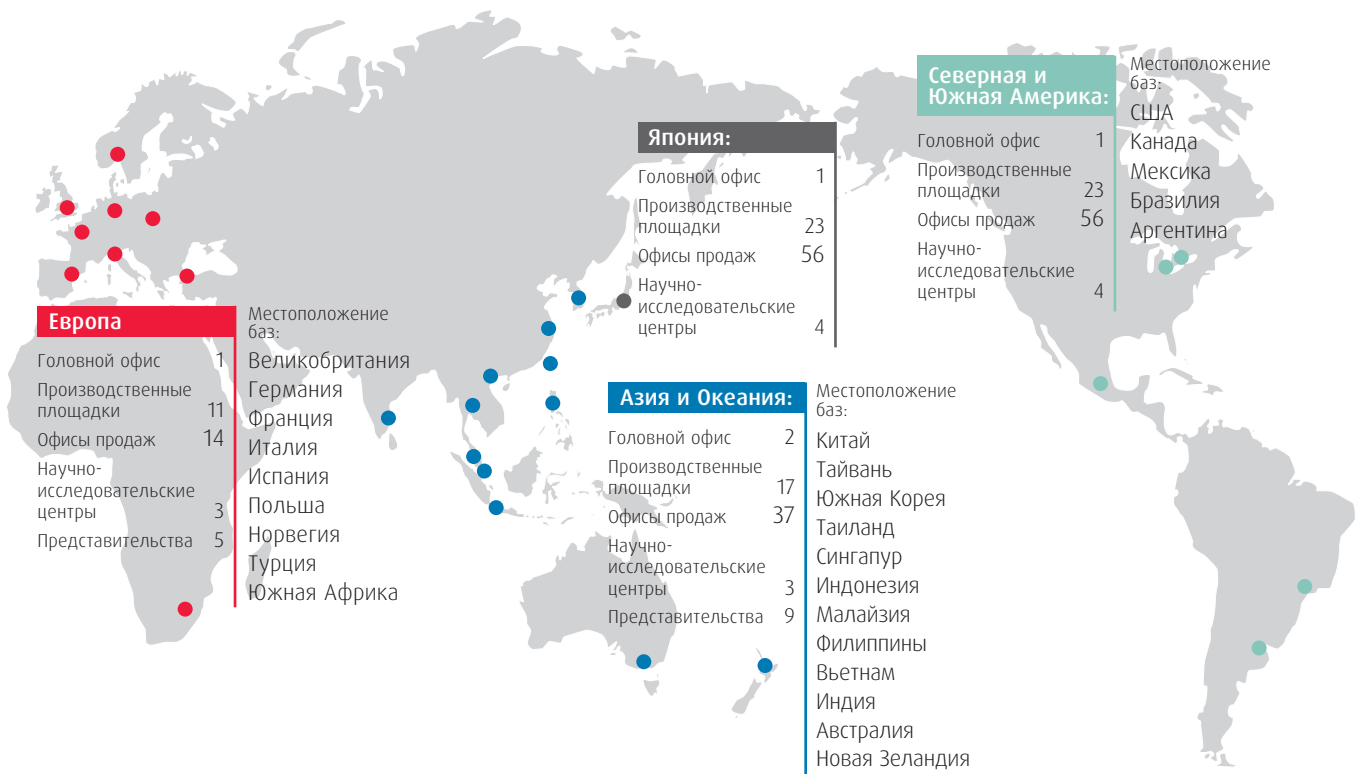 Северная и
Южная Америка:
Головной офис 1
Производственные
площадки 23
Офисы продаж 56
Научно-
исследовательские
центры 4
Местоположение
баз:
США
Канада
Мексика
Бразилия
Аргентина
Япония:
Головной офис 1
Производственные
площадки 23
Офисы продаж 56
Научно-
исследовательские
центры 4
Европа
Головной офис 1
Производственные
площадки 11
Офисы продаж 14
Научно-
исследовательские
центры 3
Представительства 5
Местоположение
баз:
Великобритания
Германия
Франция
Италия
Испания
Польша
Норвегия
Турция
Южная Африка
Азия и Океания:
Головной офис 2
Производственные
площадки 17
Офисы продаж 37
Научно-
исследовательские
центры 3
Представительства 9
Местоположение
баз:
Китай
Тайвань
Южная Корея
Таиланд
Сингапур
Индонезия
Малайзия
Филиппины
Вьетнам
Индия
Австралия
Новая Зеландия